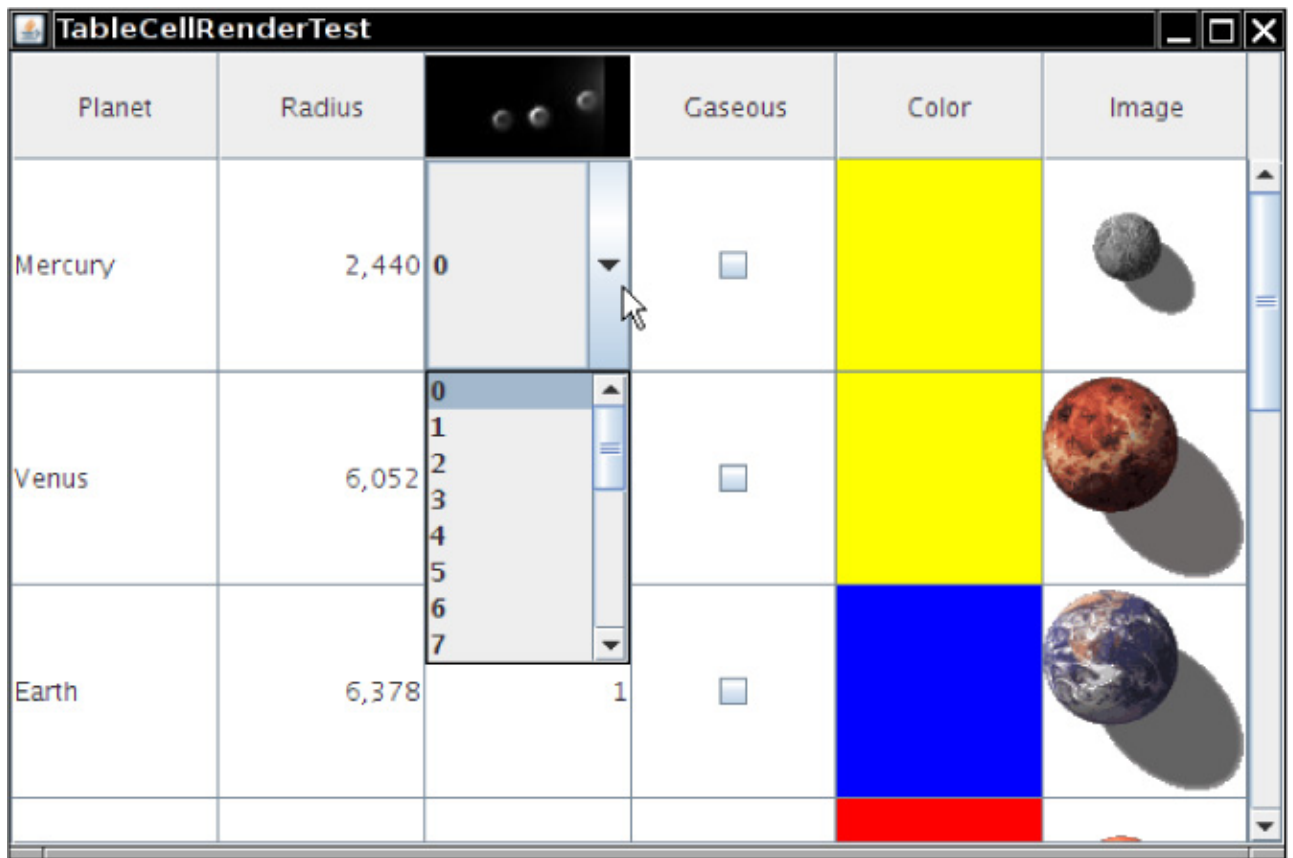 TableCellRenderTest
Planet Radius Gaseous Color Image
Mercury 2,440 0
0
1
2
Venus 6,052
3
4
5
6
7
Earth 6,378 1